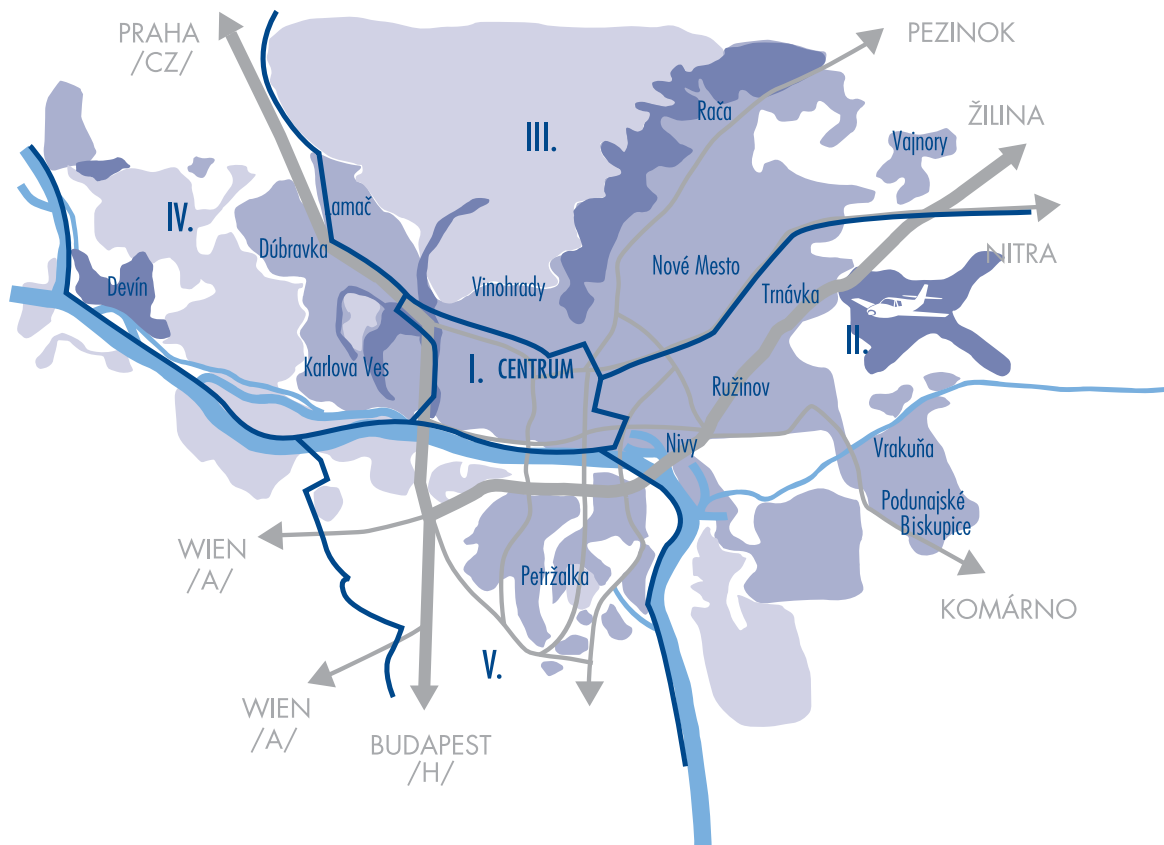 PRAHA
/CZ/
PEZINOK
Rača
ŽILINA
III.
Vajnory
IV.
amač
Dúbravka
NITRA
Nové Mesto
Devín
Vinohrady
Trnávka
II.
Karlova Ves
I. CENTRUM
Ružinov
Nivy
Vrakuňa
Podunajské
Biskupice
WIEN
/A/
Petržalka
KOMÁRNO
V.
WIEN
/A/
BUDAPEST
/H/